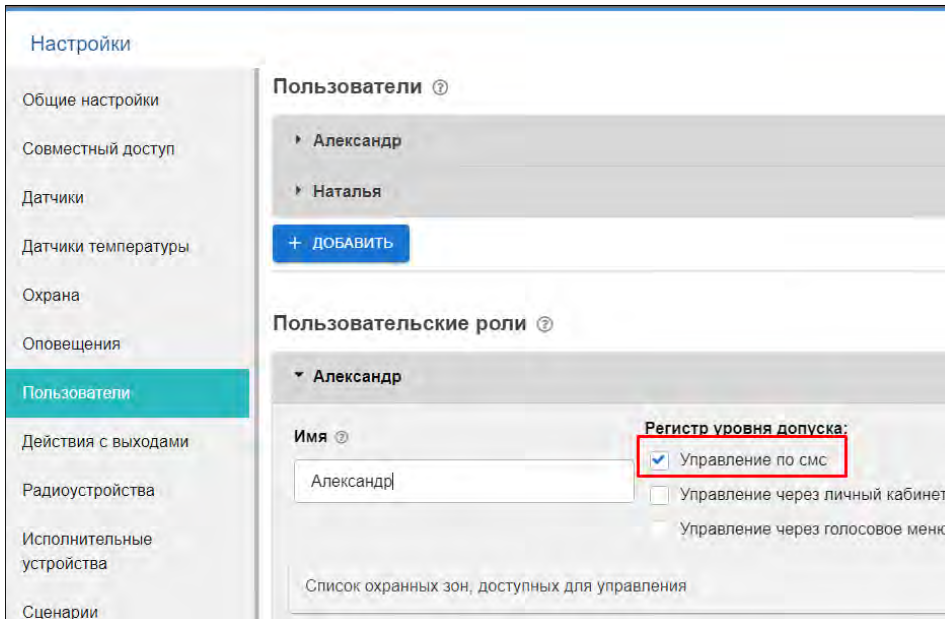 Настройки
Общие настройки
Совместный доступ
Датчики
Датчики температуры
Охрана
Оповещения
Пользователи
Действия с выходами
Радиоустройства
Исполнительные
устройства
Сценарии
Пользователи ?
Александр
Наталья
+ ДОБАВИТЬ
Пользовательские роли ?
Александр
Имя ?
Александр
Регистр уровня допуска:
Управление по смс
Управление через личный кабинет
Управление через голосовое меню
Список охранных зон, доступных для управления